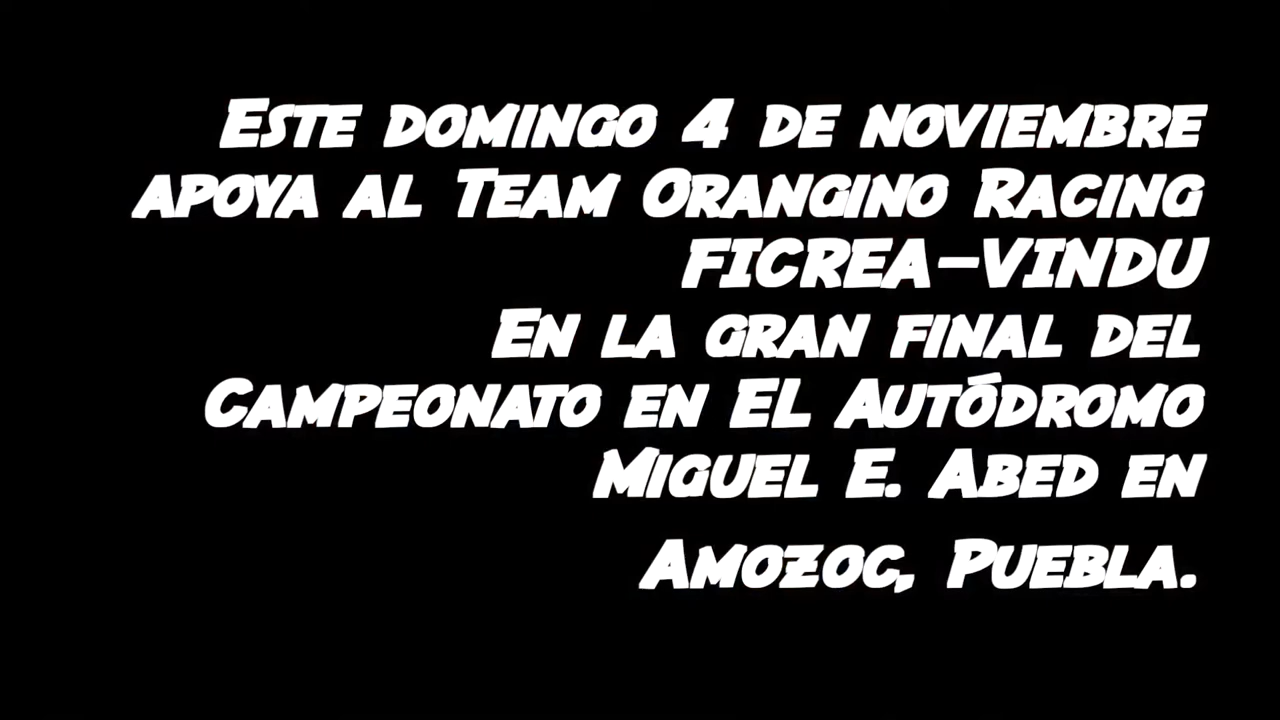 Este domingo 4 de noviembre
apoya al Team Orangino Racing
FICREA-VINDU
En la gran final del
Campeonato en EL Autódromo
Miguel E. Abed en
Amozoc, Puebla.